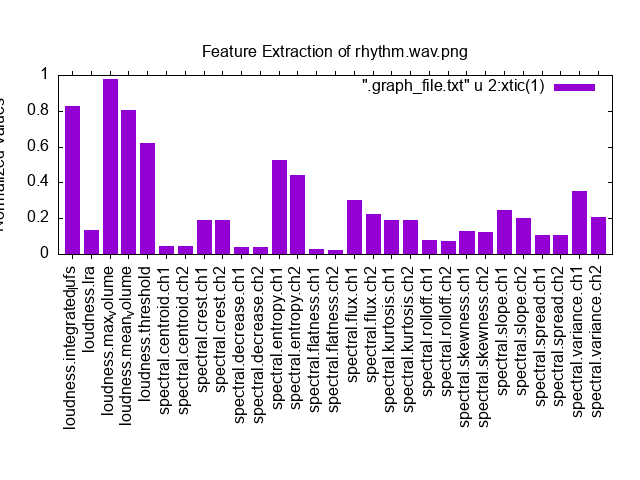 Feature Extraction of rhythm.wav.png
".graph_file.txt" u 2:xtic(1)
1
0.8
0.6
0.4
0.2
0
Normalized Values
loudness.integratedlufs
loudness.lra
loudness.maxvolume
loudness.meanvolume
loudness.threshold
spectral.centroid.ch1
spectral.centroid.ch2
spectral.crest.ch1
spectral.crest.ch2
spectral.decrease.ch1
spectral.decrease.ch2
spectral.entropy.ch1
spectral.entropy.ch2
spectral.flatness.ch1
spectral.flatness.ch2
spectral.flux.ch1
spectral.flux.ch2
spectral.kurtosis.ch1
spectral.kurtosis.ch2
spectral.rolloff.ch1
spectral.rolloff.ch2
spectral.skewness.ch1
spectral.skewness.ch2
spectral.slope.ch1
spectral.slope.ch2
spectral.spread.ch1
spectral.spread.ch2
spectral.variance.ch1
spectral.variance.ch2